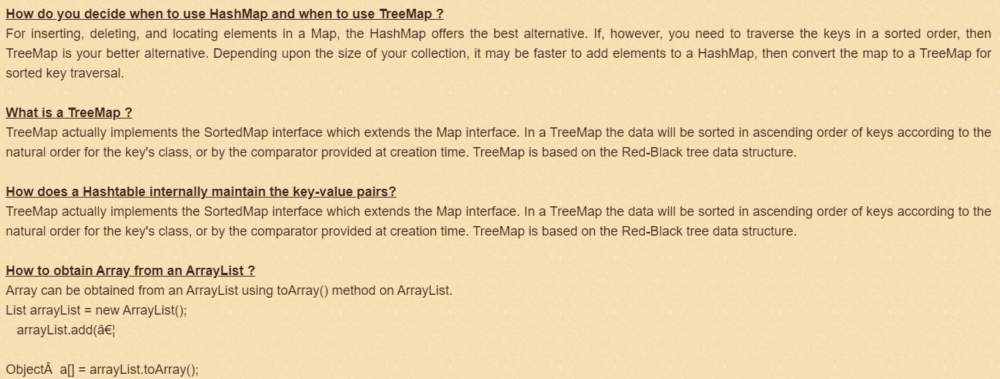 How do you decide when to use HashMap and when to use TreeMap ?
For inserting, deleting, and locating elements in a Map, the HashMap offers the best alternative. If, however, you need to traverse the keys in a sorted order, then
TreeMap is your better alternative. Depending upon the size of your collection, it may be faster to add elements to a HashMap, then convert the map to a TreeMap for
sorted key traversal.
What is a TreeMap ?
TreeMap actually implements the SortedMap interface which extends the Map interface. In a TreeMap the data will be sorted in ascending order of keys according to the
natural order for the key's class, or by the comparator provided at creation time. TreeMap is based on the Red-Black tree data structure.
How does a Hashtable internally maintain the key-value pairs?
TreeMap actually implements the SortedMap interface which extends the Map interface. In a TreeMap the data will be sorted in ascending order of keys according to the
natural order for the key's class, or by the comparator provided at creation time. TreeMap is based on the Red-Black tree data structure.
How to obtain Array from an ArrayList ?
Array can be obtained from an ArrayList using toArray() method on ArrayList.
List arrayList = new ArrayList();
arrayList.add(â€¦
ObjectÂ  a[] = arrayList.toArray();